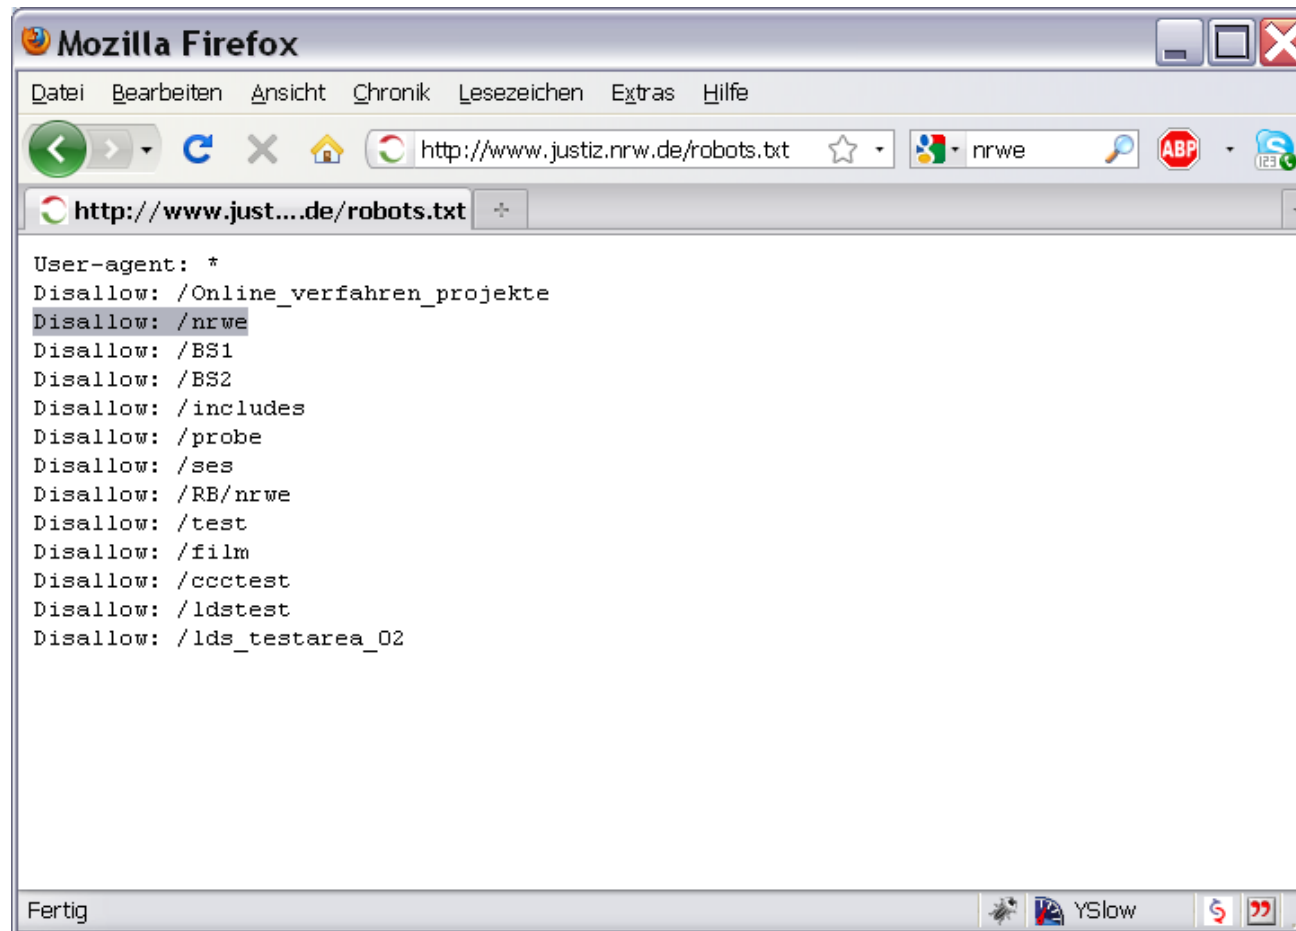 Mozilla Firefox
Datei Bearbeiten Ansicht Chronik Lesezeichen Extras Hilfe
http://www.justiz.nrw.de/robots.txt nrwe ABP S 123
http://www.just....de/robots.txt
User-agent: *
Disallow: /Online_verfahren_projekte
Disallow: /nrwe
Disallow: /BS1
Disallow: /BS2
Disallow: /includes
Disallow: /probe
Disallow: /ses
Disallow: /RB/nrwe
Disallow: /test
Disallow: /film
Disallow: /ccctest
Disallow: /ldstest
Disallow: /lds_testarea_02
Fertig YSlow